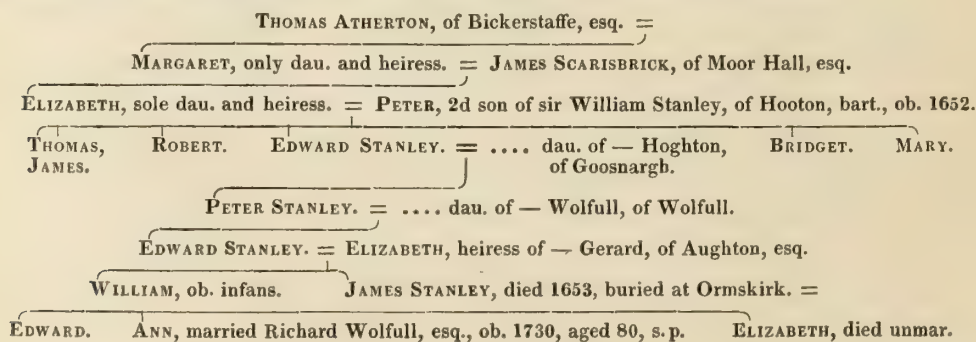 THOMAS ATHERTON, of Bickerstaffe, esq. =
MARGARET, only dau. and heiress. = JAMES SCARISBRICK, of Moor Hall, esq.
ELIZABETH, sole dau. and heiress. = PETER, 2d son of sir William Stanley, of Hooton, bart., ob. 1652.
THOMAS, ROBERT. EDWARD STANLEY. = .... dau. of — Hoghton, BRIDGET. MARY.
JAMES. of Goosnargh.
PETER STANLEY. = .... dau. of — Wolfull, of Wolfull.
EDWARD STANLEY. = ELIZABETH, heiress of — Gerard, of Aughton, esq.
WILLIAM, ob. infans. JAMES STANLEY, died 1653, buried at Ormskirk. =
EDWARD. ANN, married Richard Wolfull, esq., ob. 1730, aged 80, s.p. ELIZABETH, died unmar.